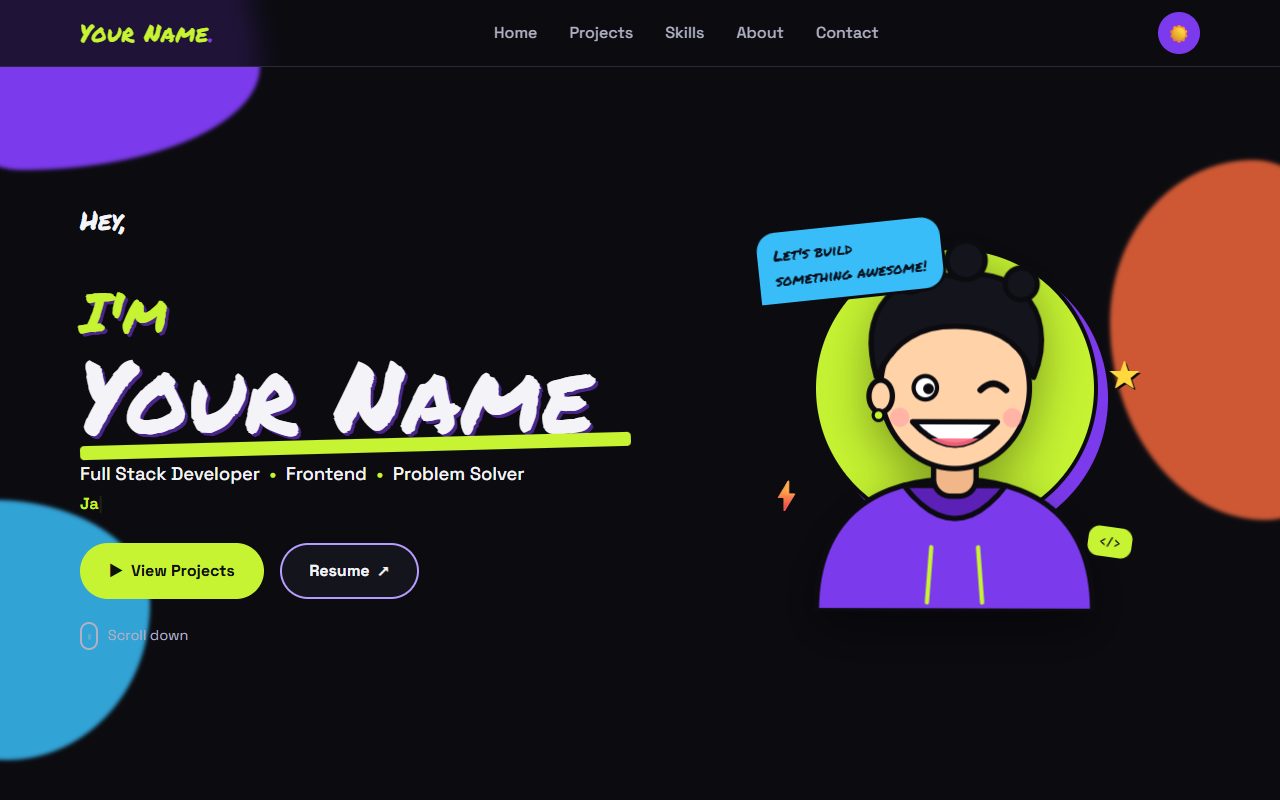 Your Name.
Home Projects Skills About Contact
Hey,
I'm
Your Name
Full Stack Developer • Frontend • Problem Solver
Ja
▶ View Projects
Resume ↗
Scroll down
Let's build
something awesome!
</>